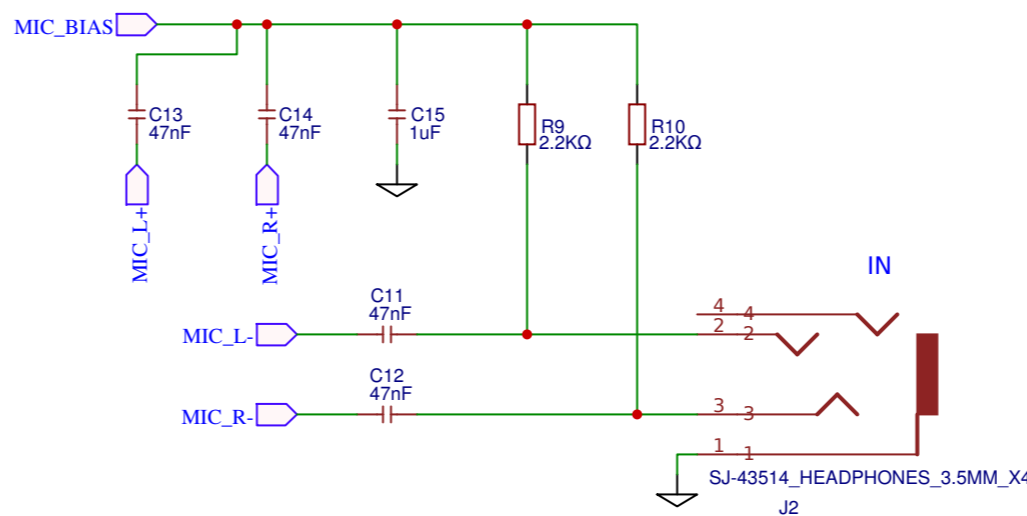 MIC_BIAS
C13
47nF
C14
47nF
C15
1uF
R9
2.2KΩ
R10
2.2KΩ
MIC_L+
MIC_R+
IN
C11
47nF
MIC_L-
4 4
2 2
C12
47nF
MIC_R-
3 3
1 1
SJ-43514_HEADPHONES_3.5MM_X4
J2